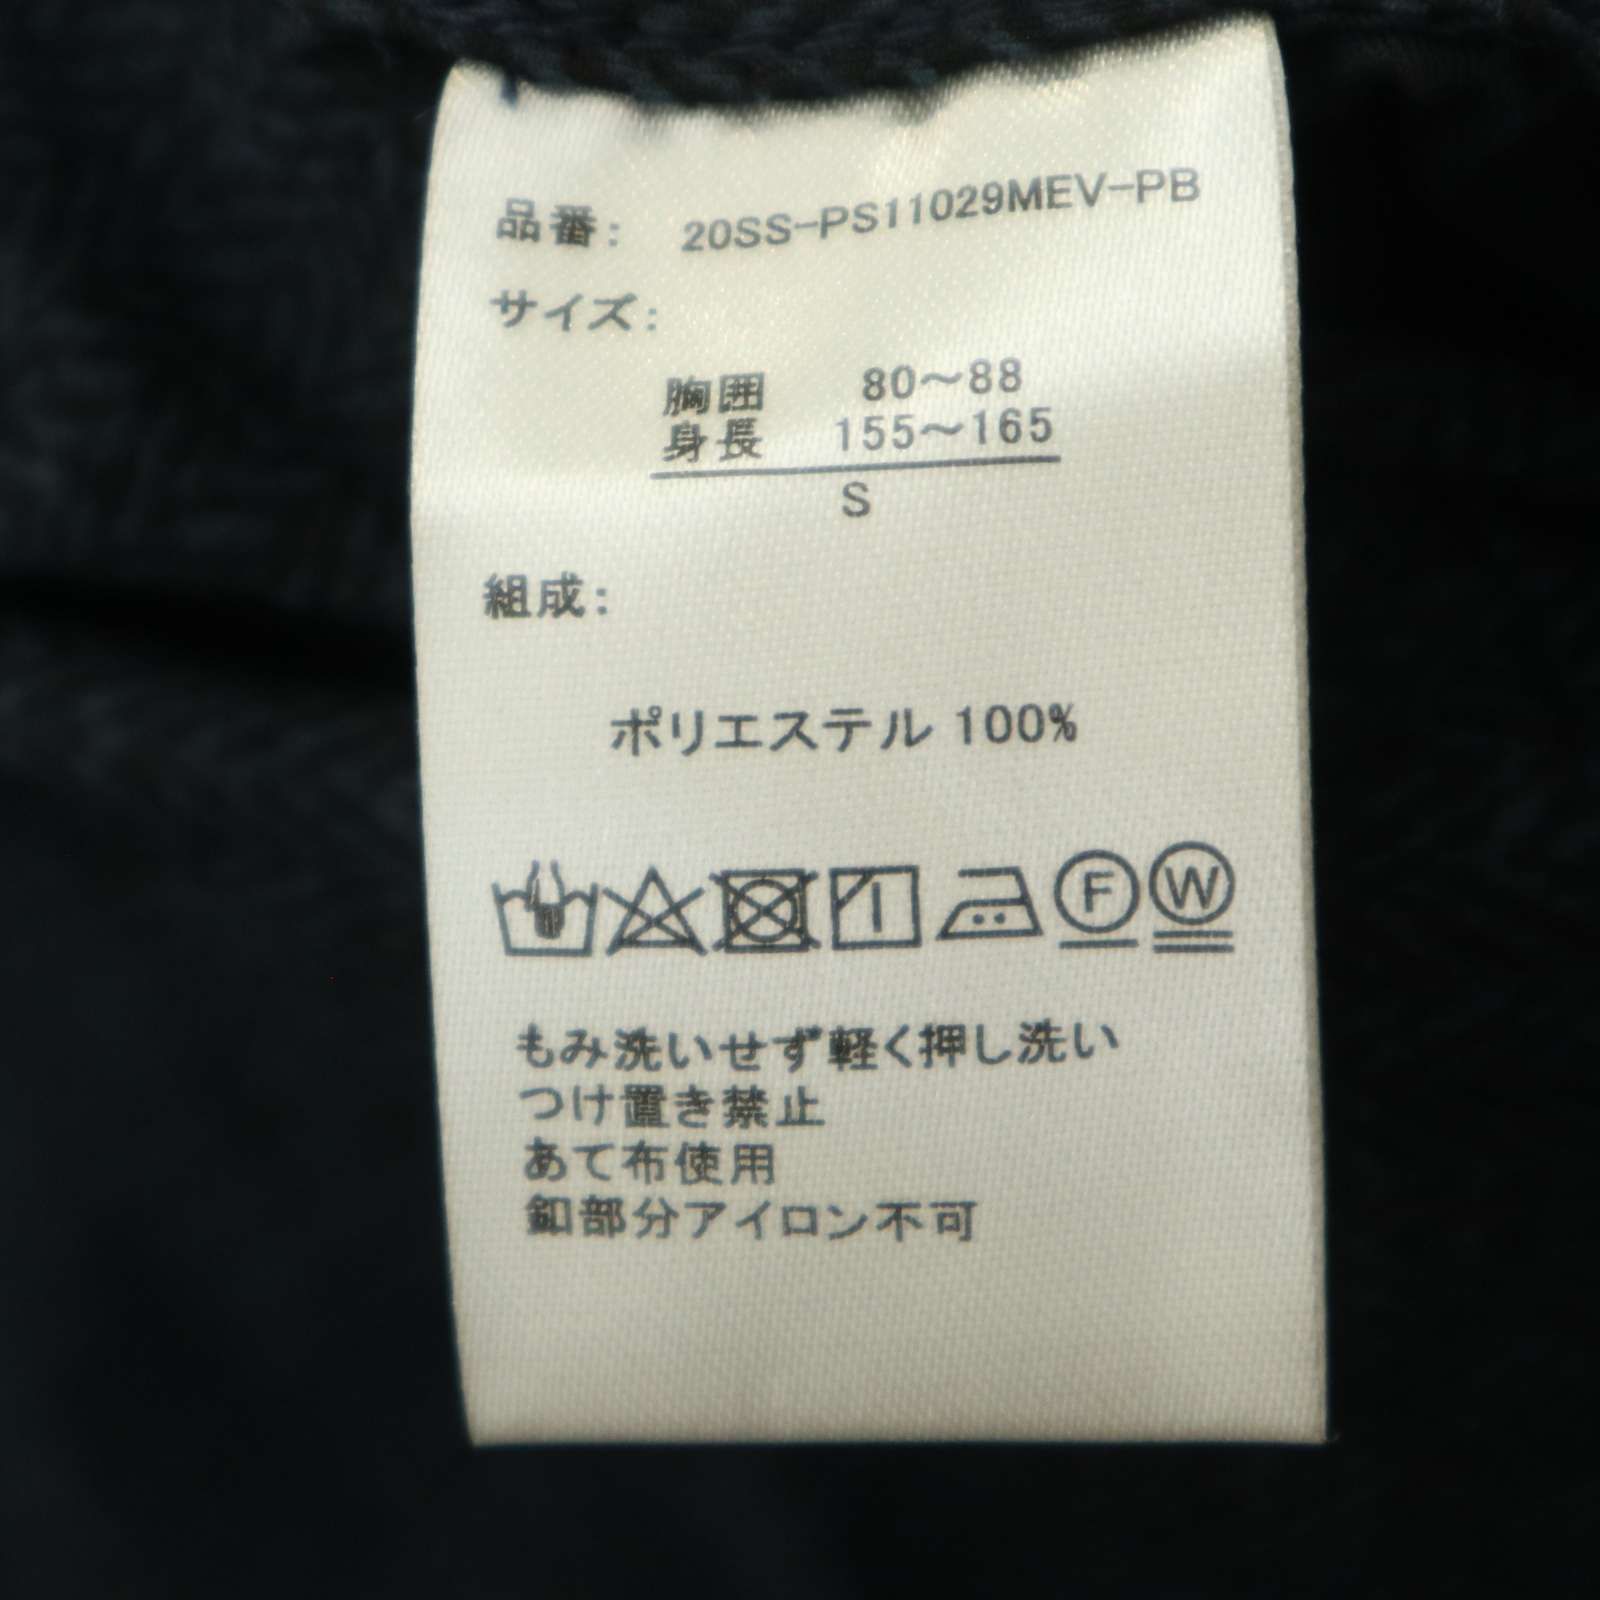 品番: 20SS-PS11029MEV-PB
サイズ:
胸囲 80～88
身長 155～165
S
組成:
ポリエステル 100%
F W
もみ洗いせず軽く押し洗い
つけ置き禁止
あて布使用
釦部分アイロン不可